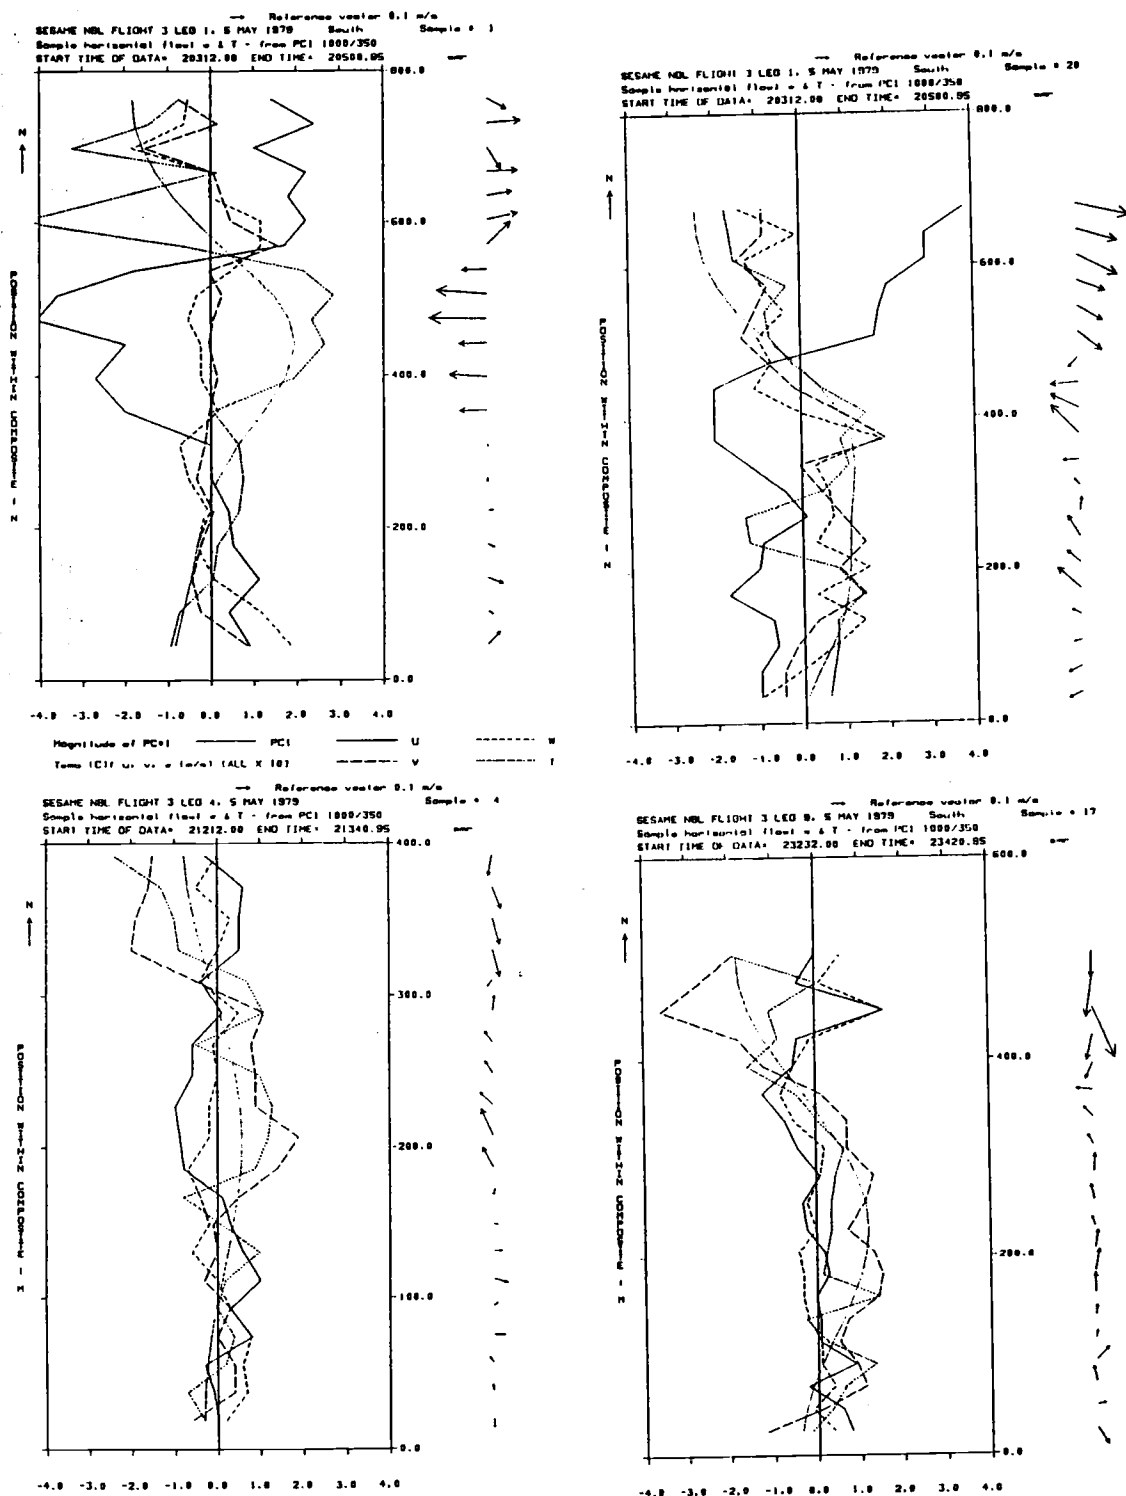 → Reference vector 0.1 m/s
SESAME NBL FLIGHT 3 LEG 1, 5 MAY 1979 South Sample * 1
Sample horizontal flow: w & T - from PC1 1000/350
START TIME OF DATA* 20312.00 END TIME* 20500.95
N
POSITION WITHIN COMPOSITE IN
800.0
600.0
400.0
200.0
0.0
-4.0 -3.0 -2.0 -1.0 0.0 1.0 2.0 3.0 4.0
Magnitude of PC*1 PC1 U W
Temp (C): u, v, w (m/s) (ALL X 10) V T
→ Reference vector 0.1 m/s
SESAME NBL FLIGHT 3 LEG 1, 5 MAY 1979 South Sample * 20
Sample horizontal flow: w & T - from PC1 1000/350
START TIME OF DATA* 20312.00 END TIME* 20500.95
N
POSITION WITHIN COMPOSITE IN
800.0
600.0
400.0
200.0
0.0
-4.0 -3.0 -2.0 -1.0 0.0 1.0 2.0 3.0 4.0
→ Reference vector 0.1 m/s
SESAME NBL FLIGHT 3 LEG 4, 5 MAY 1979 Sample * 4
Sample horizontal flow: w & T - from PC1 1000/350
START TIME OF DATA* 21212.00 END TIME* 21340.95
N
POSITION WITHIN COMPOSITE IN M
400.0
300.0
200.0
100.0
0.0
-4.0 -3.0 -2.0 -1.0 0.0 1.0 2.0 3.0 4.0
→ Reference vector 0.1 m/s
SESAME NBL FLIGHT 3 LEG 9, 5 MAY 1979 South Sample * 17
Sample horizontal flow: w & T - from PC1 1000/350
START TIME OF DATA* 23232.00 END TIME* 23420.95
N
POSITION WITHIN COMPOSITE IN M
600.0
400.0
200.0
0.0
-4.0 -3.0 -2.0 -1.0 0.0 1.0 2.0 3.0 4.0